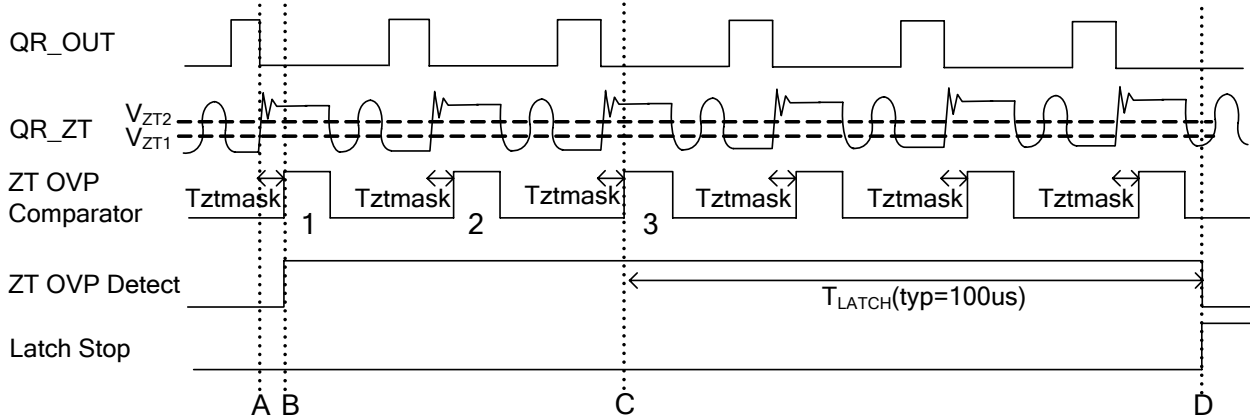 QR_OUT
QR_ZT
VZT2
VZT1
ZT OVP
Comparator
Tztmask Tztmask Tztmask Tztmask Tztmask Tztmask
1 2 3
ZT OVP Detect
TLATCH(typ=100us)
Latch Stop
A B C D